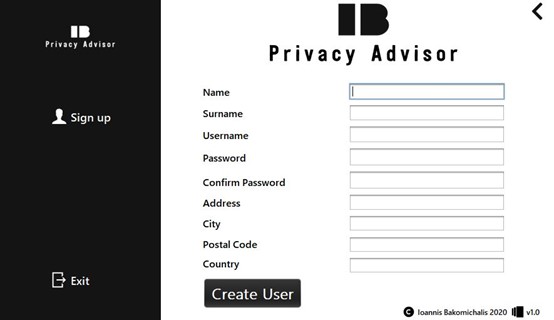 IB
Privacy Advisor
Sign up
Exit
IB
Privacy Advisor
Name
Surname
Username
Password
Confirm Password
Address
City
Postal Code
Country
Create User
C Ioannis Bakomichalis 2020 v1.0